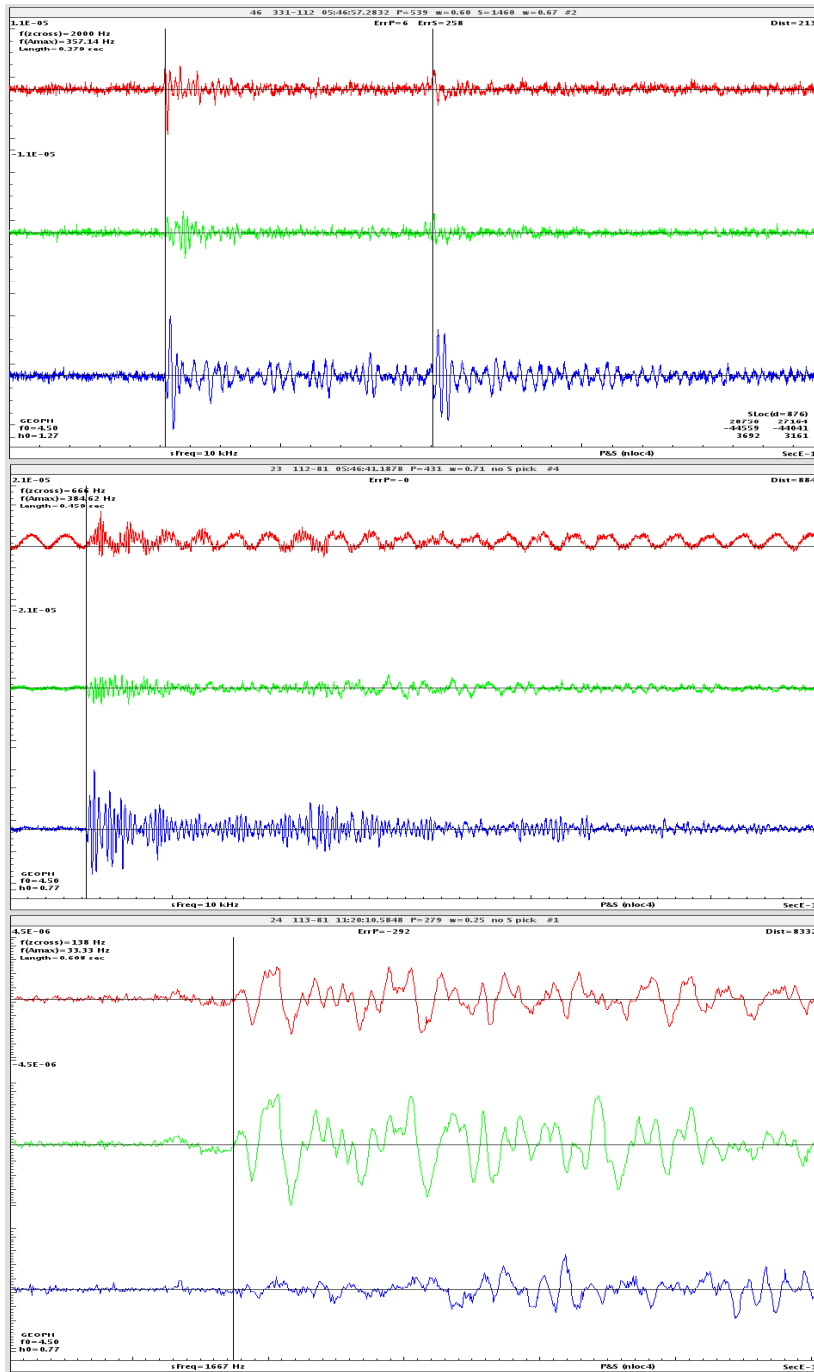 46 331-112 05:46:57.2832 P=539 w=0.60 S=1460 w=0.67 #2
1.1E-05 ErrP=6 ErrS=258 Dist=213
f(zcross)=2000 Hz
f(Amax)=357.14 Hz
Length=0.279 sec
-1.1E-05
GEOPH SLoc(d=876)
f0=4.50 28750 27164
h0=1.27 -44559 -44041
3692 3161
sFreq=10 kHz P&S (nloc4) SecE-1
23 112-81 05:46:41.1878 P=431 w=0.71 no S pick #4
2.1E-05 ErrP=-0 Dist=884
f(zcross)=666 Hz
f(Amax)=384.62 Hz
Length=0.459 sec
-2.1E-05
GEOPH
f0=4.50
h0=0.77
sFreq=10 kHz P&S (nloc4) SecE-1
24 113-81 11:20:10.5848 P=279 w=0.25 no S pick #1
4.5E-06 ErrP=-292 Dist=8332
f(zcross)=138 Hz
f(Amax)=33.33 Hz
Length=0.608 sec
-4.5E-06
GEOPH
f0=4.50
h0=0.77
sFreq=1667 Hz P&S (nloc4) SecE-1